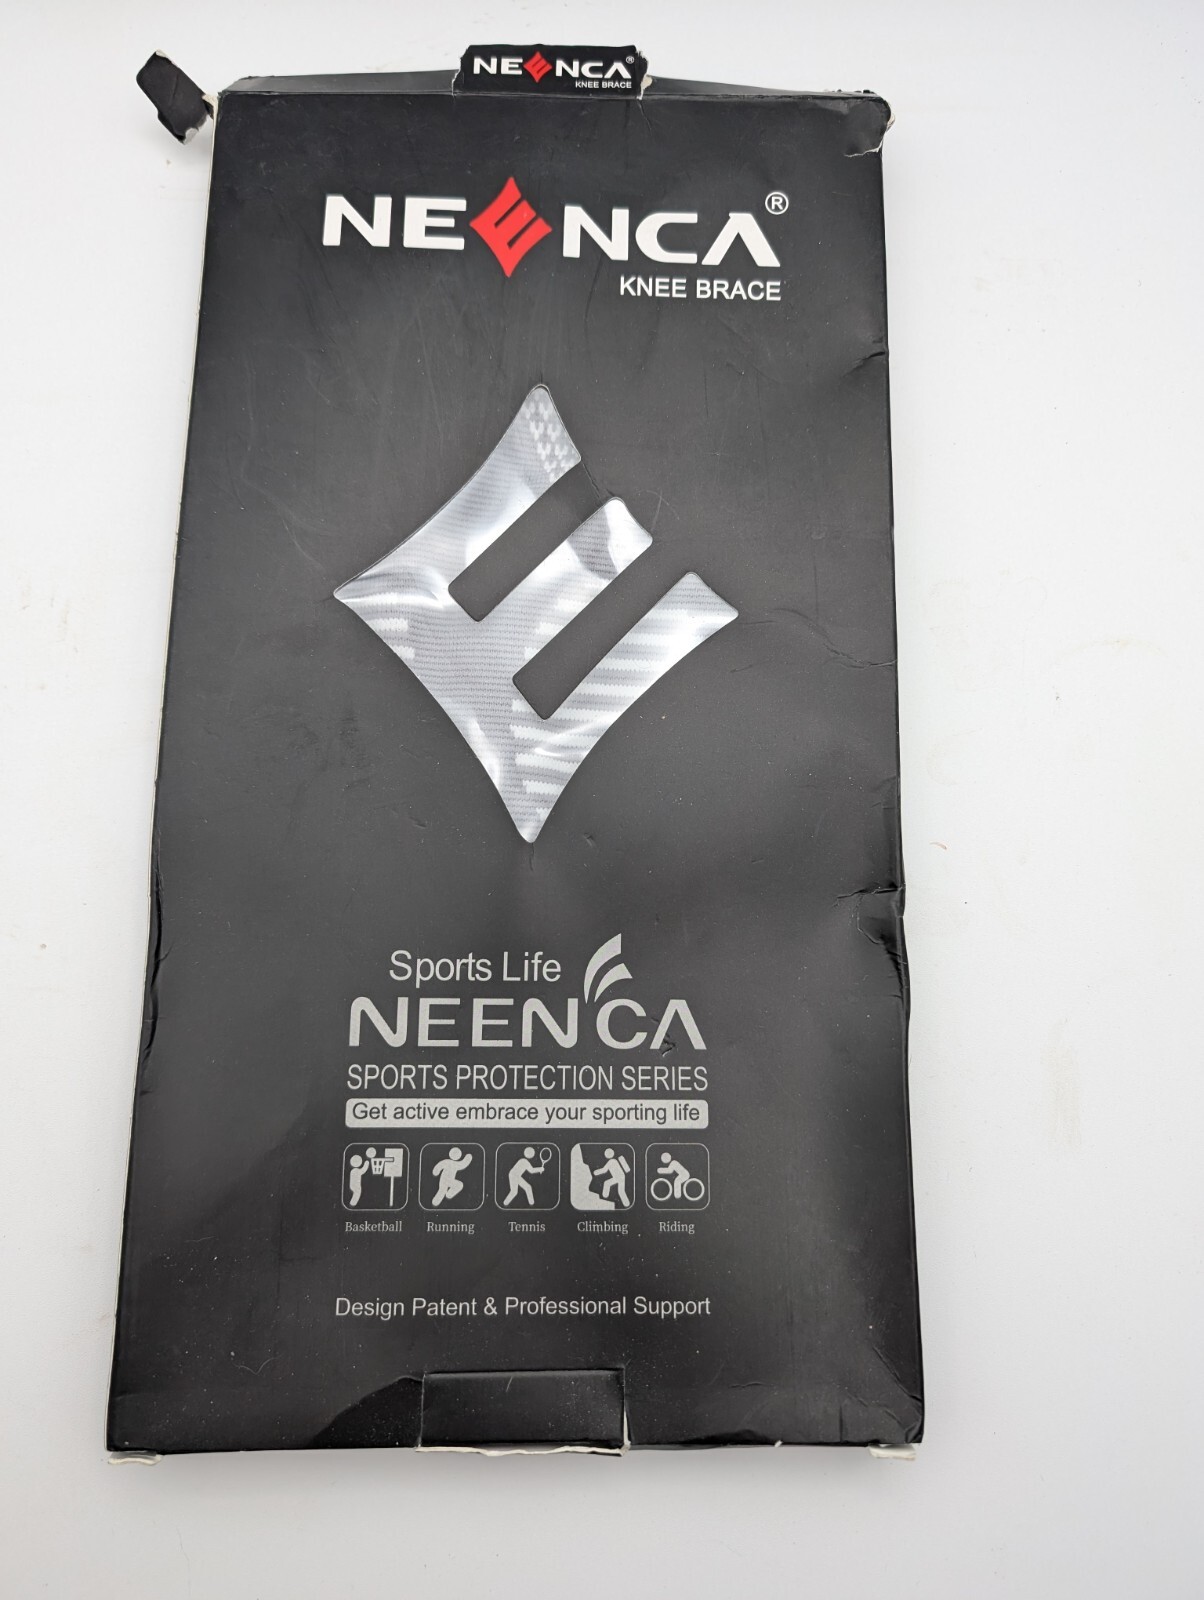 NEENCA®
KNEE BRACE
NEENCA®
KNEE BRACE
Sports Life
NEENCA
SPORTS PROTECTION SERIES
Get active embrace your sporting life
Basketball Running Tennis Climbing Riding
Design Patent & Professional Support